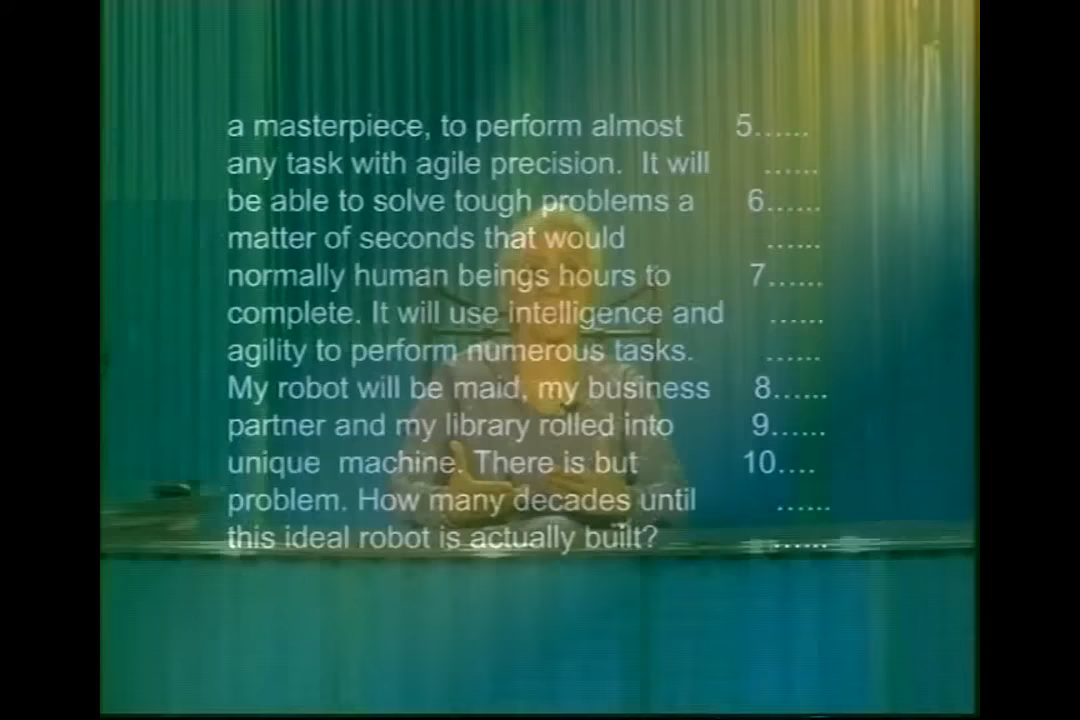 a masterpiece, to perform almost 5......
any task with agile precision. It will ......
be able to solve tough problems a 6......
matter of seconds that would ......
normally human beings hours to 7......
complete. It will use intelligence and ......
agility to perform numerous tasks. ......
My robot will be maid, my business 8......
partner and my library rolled into 9......
unique machine. There is but 10....
problem. How many decades until ......
this ideal robot is actually built? ......